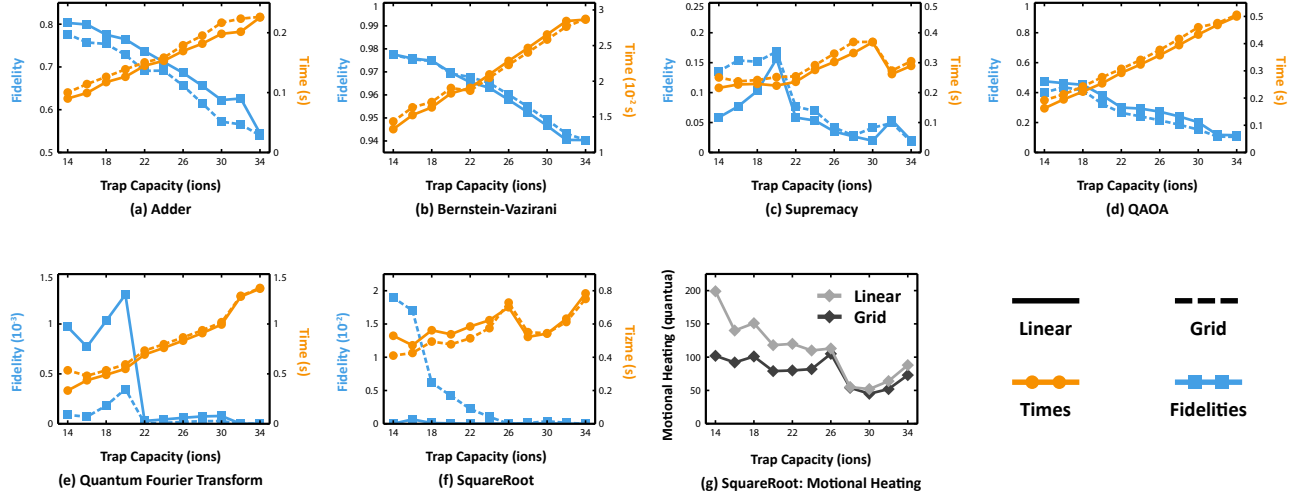 0.8
0.7
0.6
0.5
Fidelity
0.2
0.1
0
Time (s)
14 18 22 26 30 34
Trap Capacity (ions)
(a) Adder
1
0.99
0.98
0.96
0.95
0.94
Fidelity
3
2.5
2
1.5
1
Time (10⁻² s)
14 18 22 26 30 34
Trap Capacity (ions)
(b) Bernstein-Vazirani
0.25
0.2
0.15
0.1
0.05
0
Fidelity
0.5
0.4
0.3
0.2
0.1
0
Time (s)
14 18 22 26 30 34
Trap Capacity (ions)
(c) Supremacy
1
0.8
0.6
0.4
0.2
0
Fidelity
0.5
0.4
0.3
0.2
0.1
0
Time (s)
14 18 22 26 30 34
Trap Capacity (ions)
(d) QAOA
1.5
1
0.5
0
Fidelity (10⁻³)
1.5
1
0.5
0
Time (s)
14 18 22 26 30 34
Trap Capacity (ions)
(e) Quantum Fourier Transform
2
1.5
1
0.5
0
Fidelity (10⁻²)
1
0.8
0.6
0.4
0.2
0
Tizme (s)
14 18 22 26 30 34
Trap Capacity (ions)
(f) SquareRoot
200
150
100
50
0
Motional Heating (quantua)
Linear
Grid
14 18 22 26 30 34
Trap Capacity (ions)
(g) SquareRoot: Motional Heating
Linear
Grid
Times
Fidelities